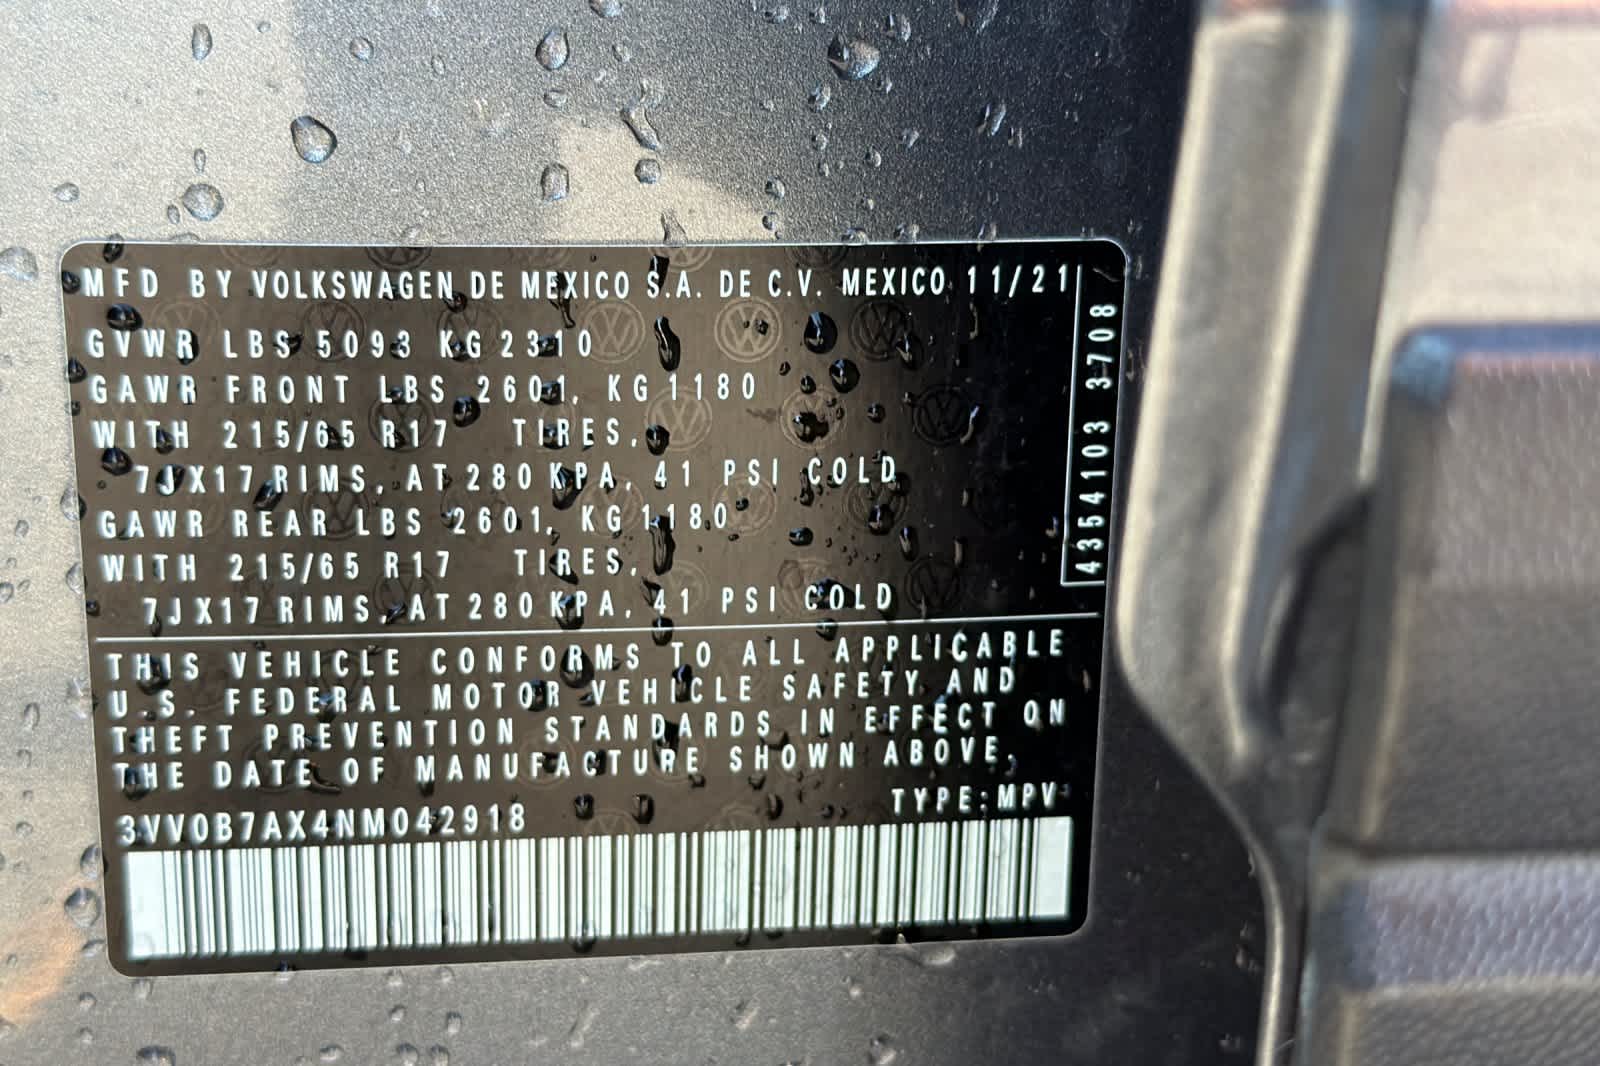 MFD BY VOLKSWAGEN DE MEXICO S.A. DE C.V. MEXICO 11/21
GVWR LBS 5093 KG 2310
GAWR FRONT LBS 2601, KG 1180
WITH 215/65 R17 TIRES,
7JX17 RIMS, AT 280 KPA, 41 PSI COLD
GAWR REAR LBS 2601, KG 1180
WITH 215/65 R17 TIRES,
7JX17 RIMS, AT 280 KPA, 41 PSI COLD
4354103 3708
THIS VEHICLE CONFORMS TO ALL APPLICABLE
U.S. FEDERAL MOTOR VEHICLE SAFETY AND
THEFT PREVENTION STANDARDS IN EFFECT ON
THE DATE OF MANUFACTURE SHOWN ABOVE.
TYPE: MPV
3VV0B7AX4NM042918